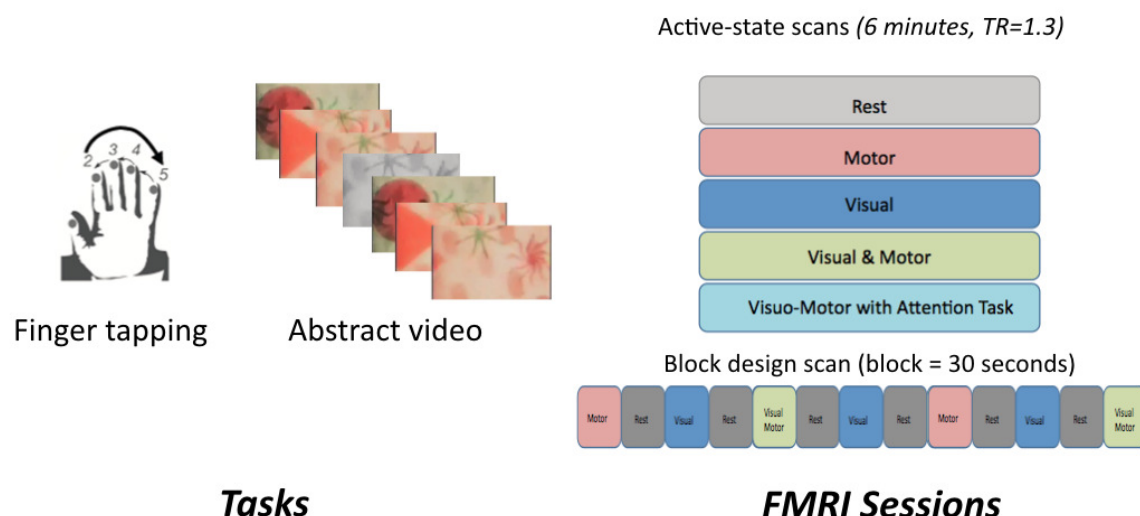 Active-state scans (6 minutes, TR=1.3)
2 3 4 5
Finger tapping
Abstract video
Rest
Motor
Visual
Visual & Motor
Visuo-Motor with Attention Task
Block design scan (block = 30 seconds)
Motor
Rest
Visual
Rest
Visual
Motor
Rest
Visual
Rest
Motor
Rest
Visual
Rest
Visual
Motor
Tasks
FMRI Sessions